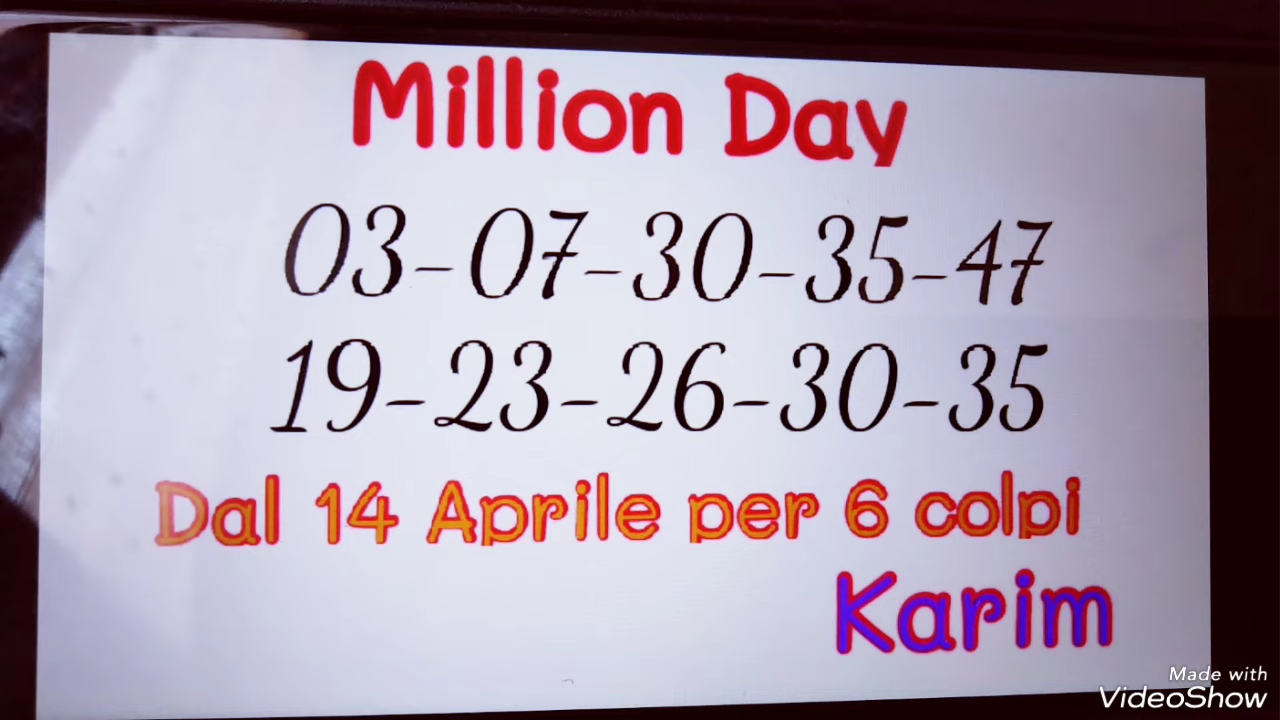 Million Day
03-07-30-35-47
19-23-26-30-35
Dal 14 Aprile per 6 colpi
Karim
Made with
VideoShow